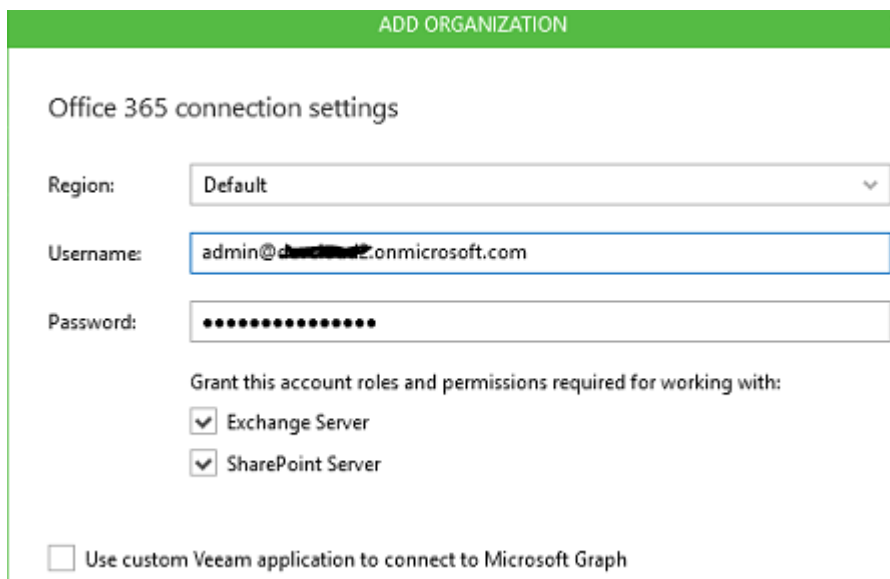 ADD ORGANIZATION
Office 365 connection settings
Region: Default
Username: admin@ .onmicrosoft.com
Password: •••••••••••••••
Grant this account roles and permissions required for working with:
Exchange Server
SharePoint Server
Use custom Veeam application to connect to Microsoft Graph